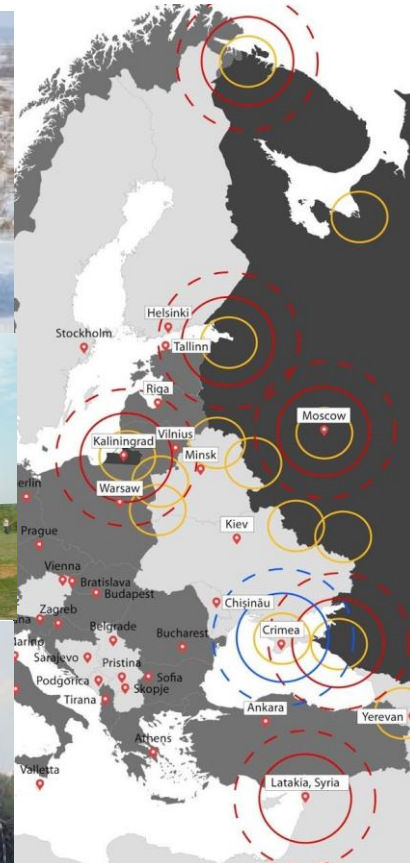 Helsinki
Stockholm
Tallinn
Riga
Moscow
Kaliningrad
Vilnius
Minsk
Warsaw
Prague
Kiev
Vienna
Bratislava
Budapest
Chișinău
Zagreb
Belgrade
Bucharest
Crimea
Sarajevo
Pristina
Podgorica
Sofia
Skopje
Tirana
Ankara
Yerevan
Athens
Valletta
Latakia, Syria